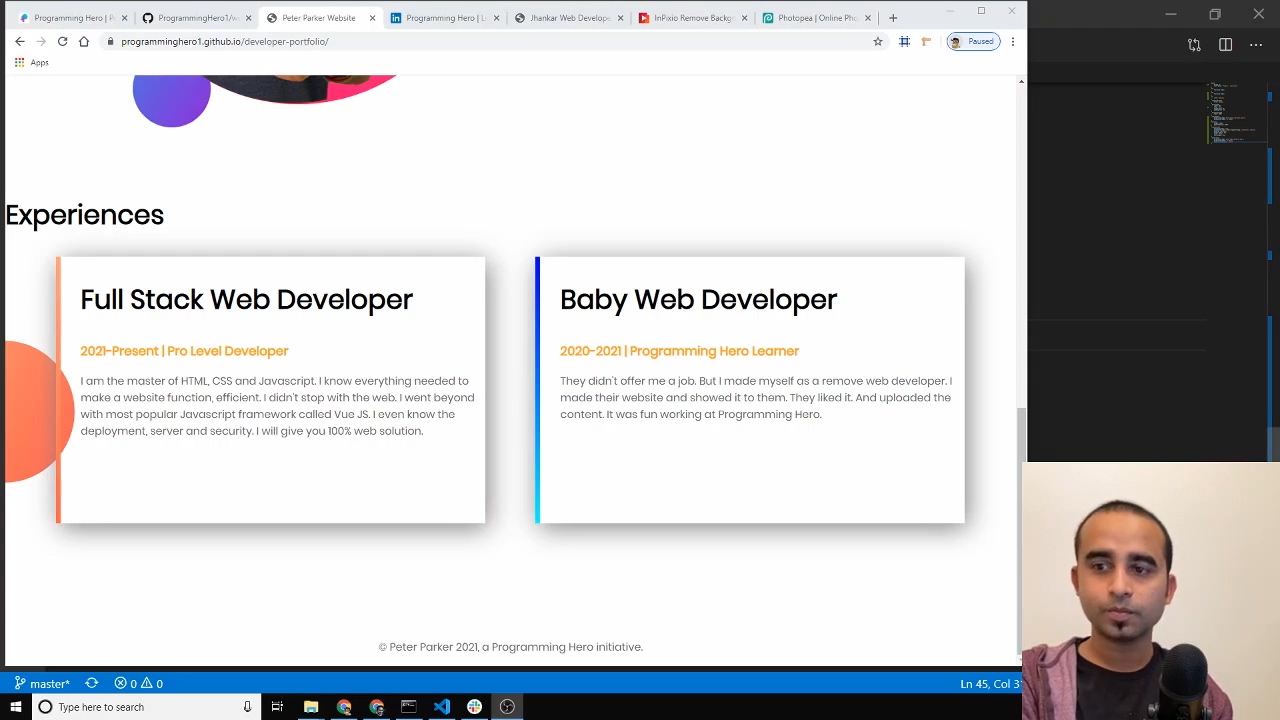 Programming Hero | P
ProgrammingHero1/w
Peter Parker Website
Programming Hero | L
Jhankar Web Develope
InPixio Remove Backg
Photopea | Online Pho
programminghero1.github.io/developer-portfolio/
Paused
Apps
Experiences
Full Stack Web Developer
2021-Present | Pro Level Developer
I am the master of HTML, CSS and Javascript. I know everything needed to
make a website function, efficient. I didn't stop with the web. I went beyond
with most popular Javascript framework called Vue JS. I even know the
deployment, server and security. I will give you 100% web solution.
Baby Web Developer
2020-2021 | Programming Hero Learner
They didn't offer me a job. But I made myself as a remove web developer. I
made their website and showed it to them. They liked it. And uploaded the
content. It was fun working at Programming Hero.
© Peter Parker 2021, a Programming Hero initiative.
master*
0
0
Ln 45, Col 3
Type here to search